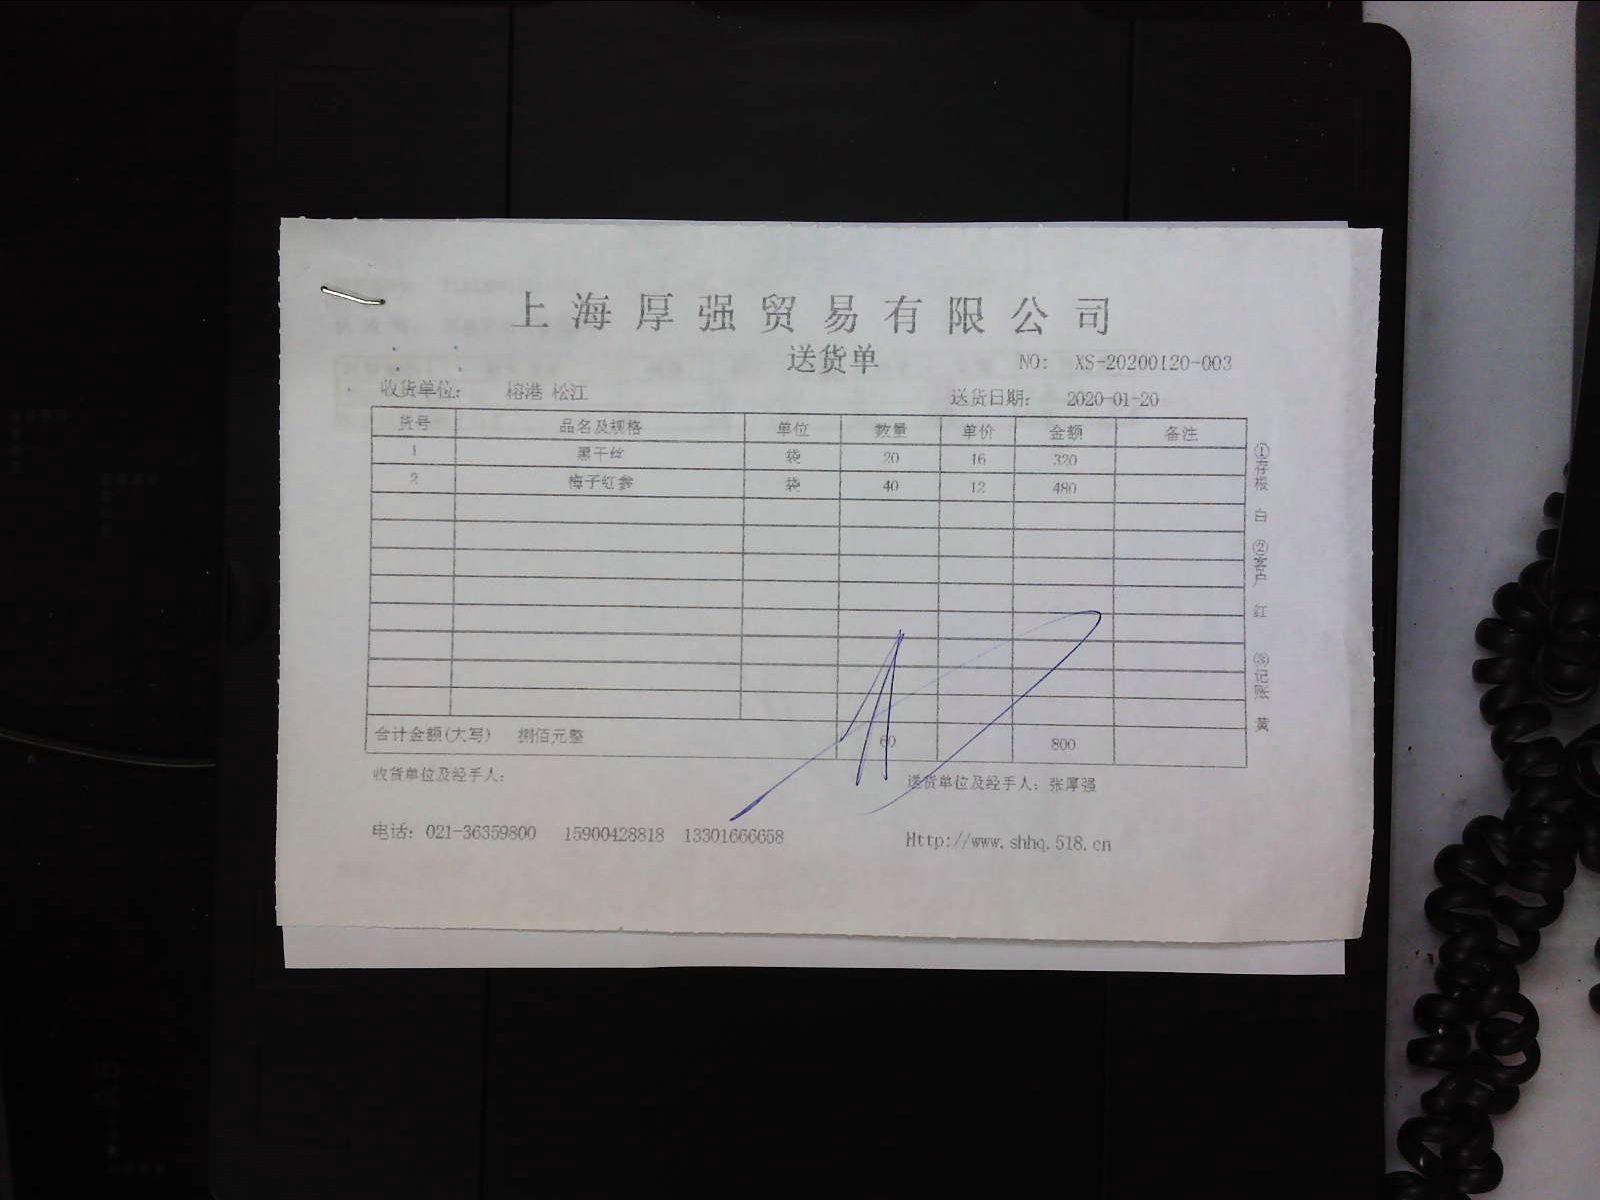 上海厚强贸易有限公司
送货单
NO: XS-20200120-003
收货单位: 榕港 松江 送货日期: 2020-01-20
货号 品名及规格 单位 数量 单价 金额 备注
1 黑干丝 袋 20 16 320
2 梅子红参 袋 40 12 480
合计金额(大写) 捌佰元整 60 800
收货单位及经手人: 送货单位及经手人: 张厚强
电话: 021-36359800 15900428818 13301666658 Http://www.shhq.518.cn
①存根 白 ②客户 红 ③记账 黄